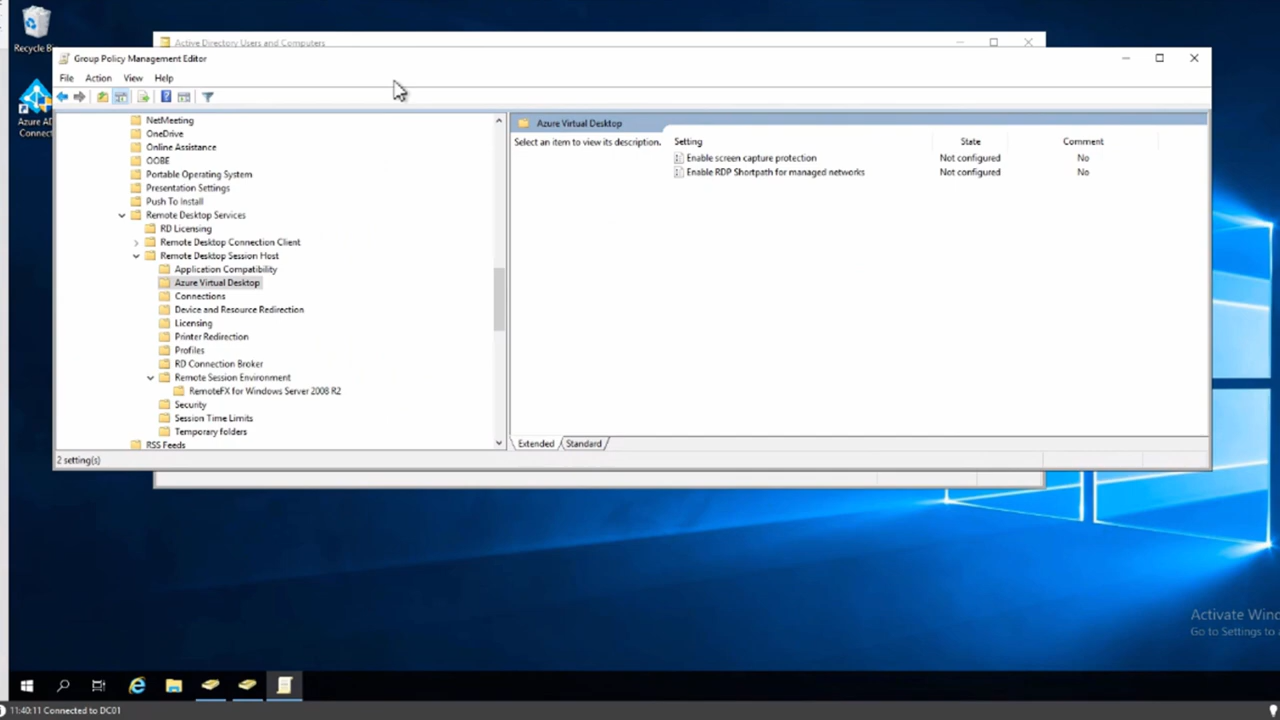 Recycle B
Azure AD
Connect
Active Directory Users and Computers
Group Policy Management Editor
File Action View Help
NetMeeting
OneDrive
Online Assistance
OOBE
Portable Operating System
Presentation Settings
Push To Install
Remote Desktop Services
RD Licensing
Remote Desktop Connection Client
Remote Desktop Session Host
Application Compatibility
Azure Virtual Desktop
Connections
Device and Resource Redirection
Licensing
Printer Redirection
Profiles
RD Connection Broker
Remote Session Environment
RemoteFX for Windows Server 2008 R2
Security
Session Time Limits
Temporary folders
RSS Feeds
Azure Virtual Desktop
Select an item to view its description.
Setting State Comment
Enable screen capture protection Not configured No
Enable RDP Shortpath for managed networks Not configured No
Extended Standard
2 setting(s)
Activate Wind
Go to Settings to
11:40:11 Connected to DC01